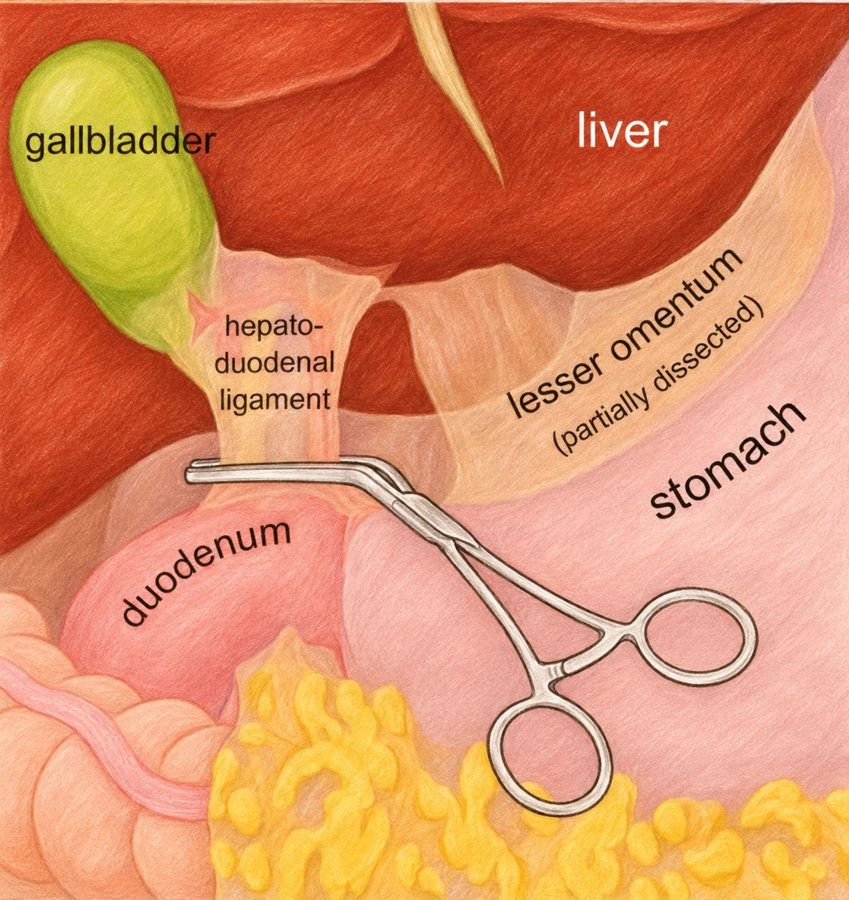 gallbladder
liver
hepato-
duodenal
ligament
lesser omentum
(partially dissected)
stomach
duodenum